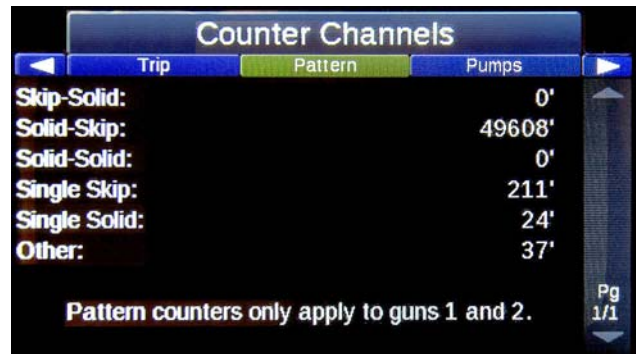 Counter Channels
Trip Pattern Pumps
Skip-Solid: 0'
Solid-Skip: 49608'
Solid-Solid: 0'
Single Skip: 211'
Single Solid: 24'
Other: 37'
Pg
1/1
Pattern counters only apply to guns 1 and 2.